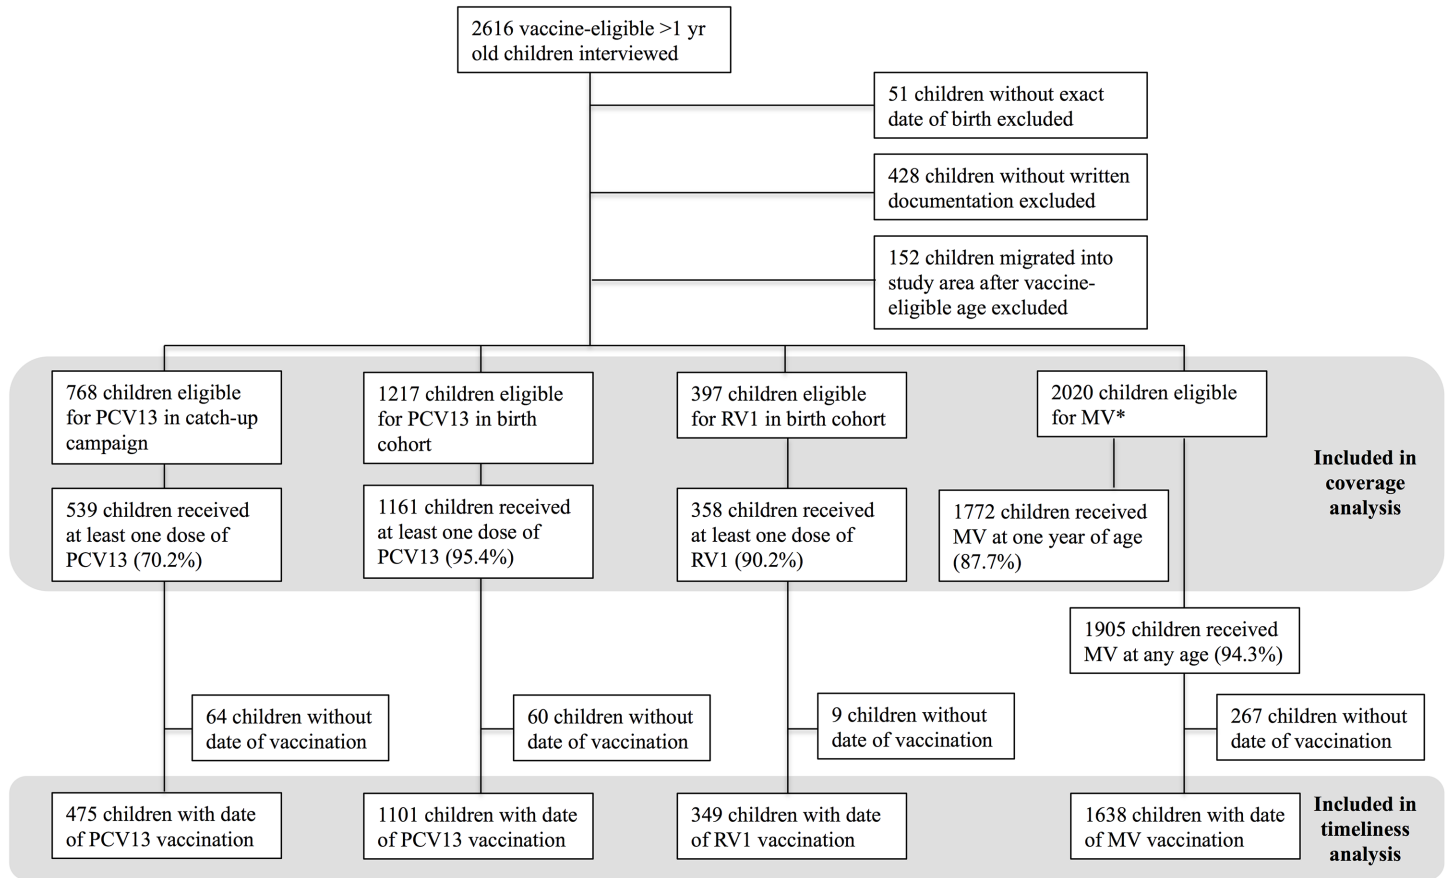 2616 vaccine-eligible >1 yr
old children interviewed
51 children without exact
date of birth excluded
428 children without written
documentation excluded
152 children migrated into
study area after vaccine-
eligible age excluded
768 children eligible
for PCV13 in catch-up
campaign
1217 children eligible
for PCV13 in birth
cohort
397 children eligible
for RV1 in birth cohort
2020 children eligible
for MV*
Included in
coverage
analysis
539 children received
at least one dose of
PCV13 (70.2%)
1161 children received
at least one dose of
PCV13 (95.4%)
358 children received
at least one dose of
RV1 (90.2%)
1772 children received
MV at one year of age
(87.7%)
1905 children received
MV at any age (94.3%)
64 children without
date of vaccination
60 children without
date of vaccination
9 children without
date of vaccination
267 children without
date of vaccination
475 children with date
of PCV13 vaccination
1101 children with date
of PCV13 vaccination
349 children with date
of RV1 vaccination
1638 children with date
of MV vaccination
Included in
timeliness
analysis